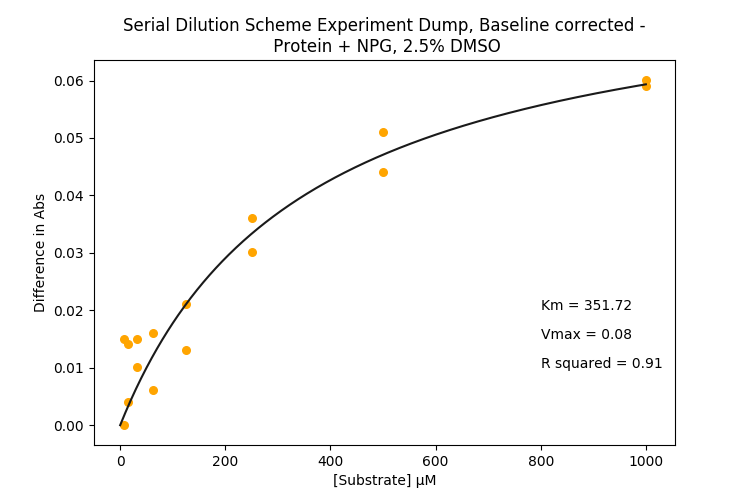 Serial Dilution Scheme Experiment Dump, Baseline corrected -
Protein + NPG, 2.5% DMSO
0.06
0.05
0.04
0.03
0.02
0.01
0.00
Difference in Abs
Km = 351.72
Vmax = 0.08
R squared = 0.91
0 200 400 600 800 1000
[Substrate] μM